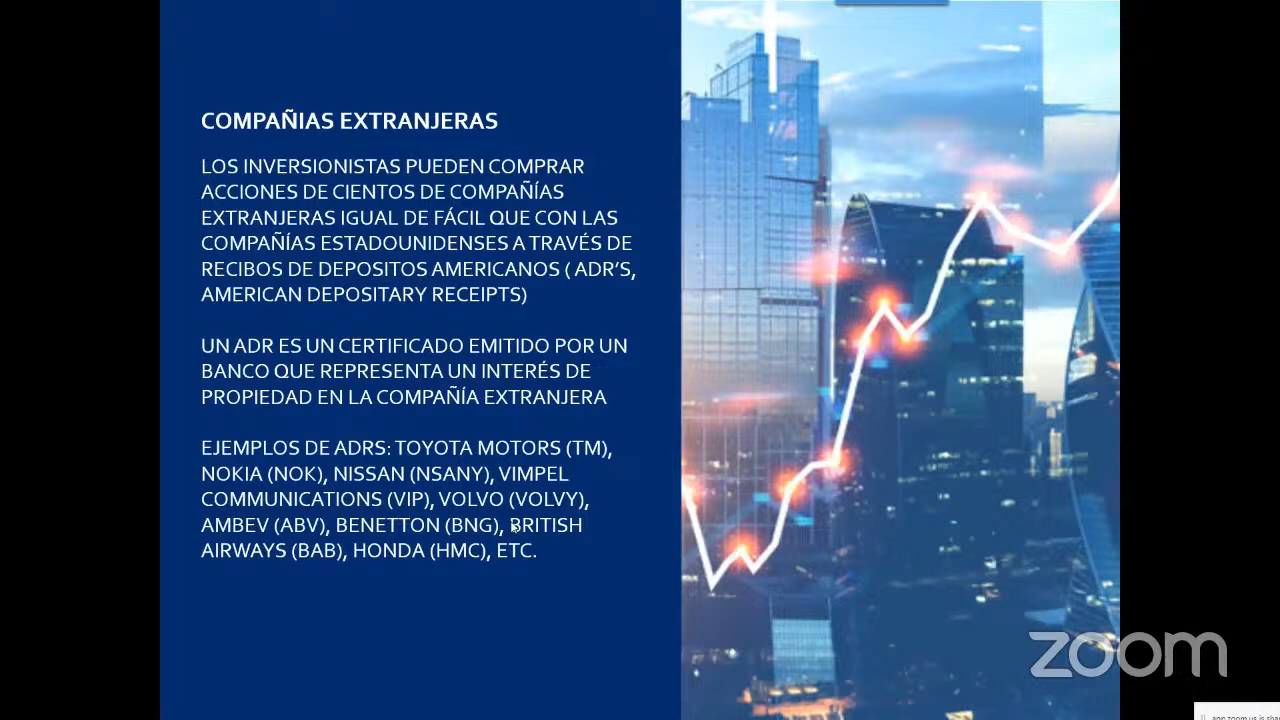 COMPAÑIAS EXTRANJERAS
LOS INVERSIONISTAS PUEDEN COMPRAR
ACCIONES DE CIENTOS DE COMPAÑÍAS
EXTRANJERAS IGUAL DE FÁCIL QUE CON LAS
COMPAÑÍAS ESTADOUNIDENSES A TRAVÉS DE
RECIBOS DE DEPOSITOS AMERICANOS ( ADR'S,
AMERICAN DEPOSITARY RECEIPTS)
UN ADR ES UN CERTIFICADO EMITIDO POR UN
BANCO QUE REPRESENTA UN INTERÉS DE
PROPIEDAD EN LA COMPAÑÍA EXTRANJERA
EJEMPLOS DE ADRS: TOYOTA MOTORS (TM),
NOKIA (NOK), NISSAN (NSANY), VIMPEL
COMMUNICATIONS (VIP), VOLVO (VOLVY),
AMBEV (ABV), BENETTON (BNG), BRITISH
AIRWAYS (BAB), HONDA (HMC), ETC.
zoom